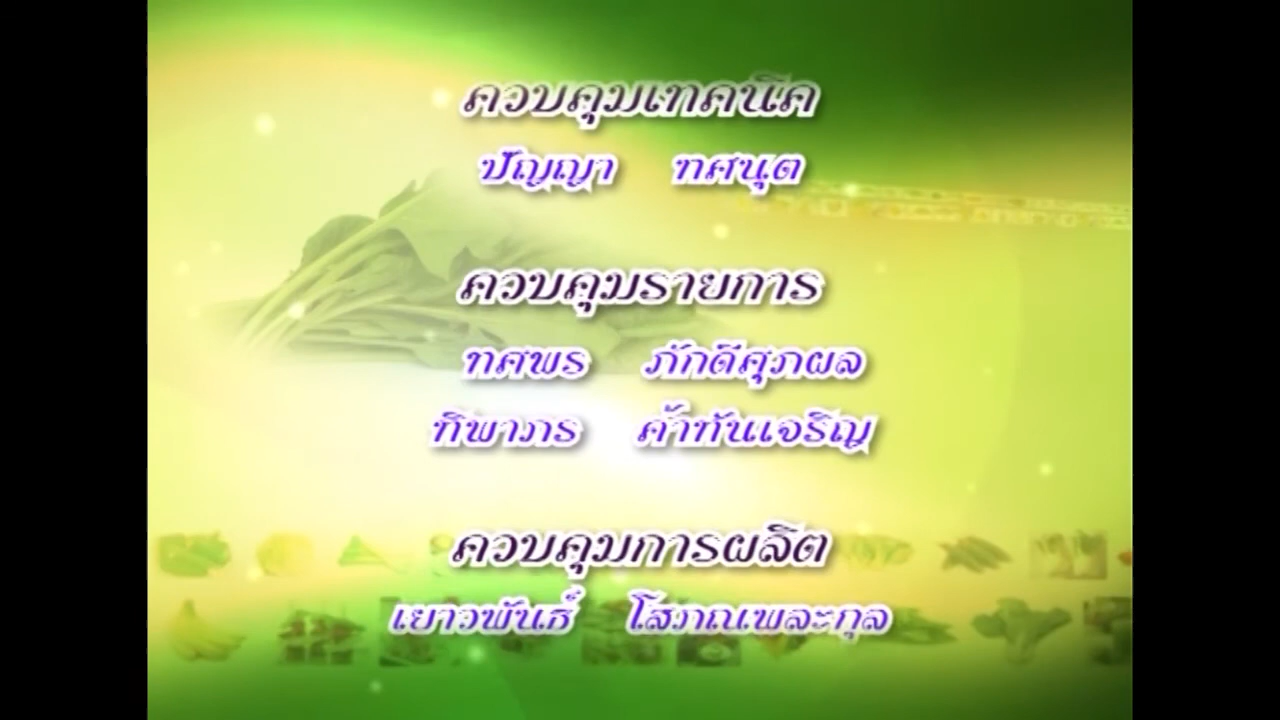 ควบคุมเทคนิค
ปัญญา ทศนุต
ควบคุมรายการ
ทศพร ภักดีศุภผล
ทิพาภร ค้าทันเจริญ
ควบคุมการผลิต
เยาวพันธ์ โสภณพละกุล